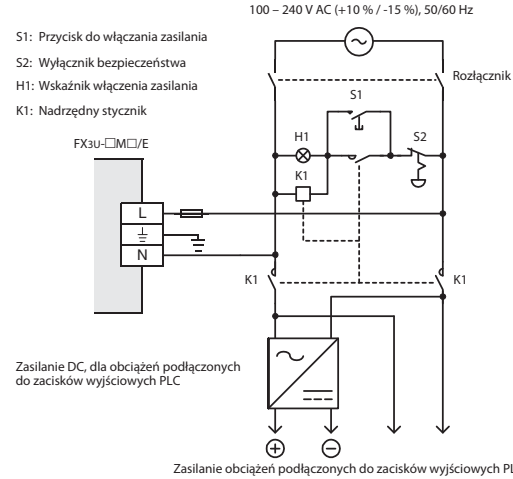 100 – 240 V AC (+10 % / -15 %), 50/60 Hz
S1: Przycisk do włączania zasilania
S2: Wyłącznik bezpieczeństwa
H1: Wskaźnik włączenia zasilania
K1: Nadrzędny stycznik
Rozłącznik
S1
FX3U-□M□/E
H1
S2
K1
L
N
K1
K1
Zasilanie DC, dla obciążeń podłączonych
do zacisków wyjściowych PLC
Zasilanie obciążeń podłączonych do zacisków wyjściowych PL